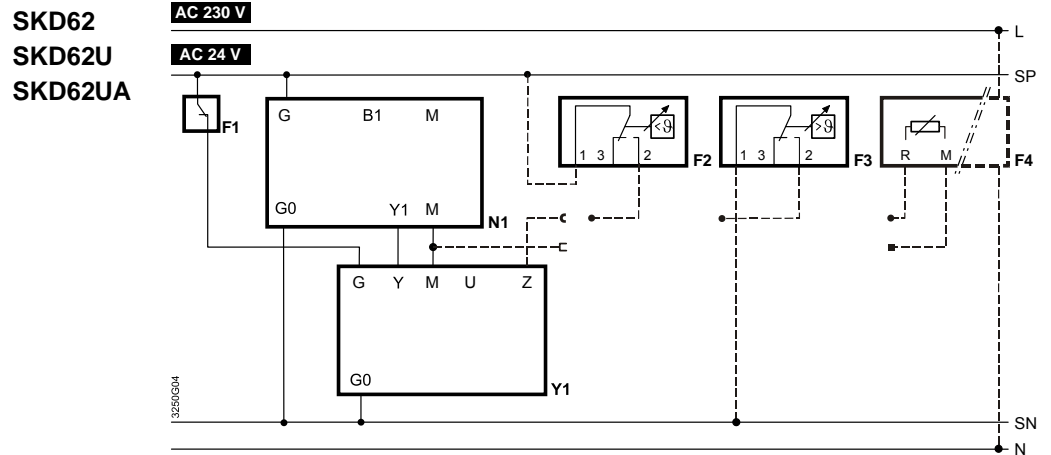 SKD62
SKD62U
SKD62UA
AC 230 V
L
AC 24 V
SP
F1
G B1 M
G0 Y1 M
N1
<ϑ
1 3 2
F2
>ϑ
1 3 2
F3
R M
F4
G Y M U Z
G0
Y1
3250G04
SN
N